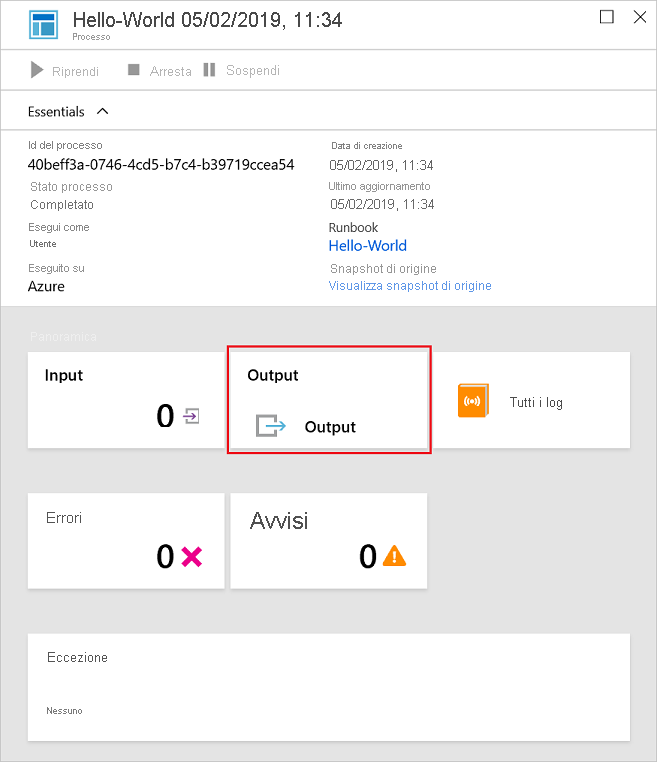 Hello-World 05/02/2019, 11:34
Processo
Riprendi
Arresta
Sospendi
Essentials
Id del processo
40beff3a-0746-4cd5-b7c4-b39719ccea54
Stato processo
Completato
Esegui come
Utente
Eseguito su
Azure
Data di creazione
05/02/2019, 11:34
Ultimo aggiornamento
05/02/2019, 11:34
Runbook
Hello-World
Snapshot di origine
Visualizza snapshot di origine
Panoramica
Input
0
Output
Output
Tutti i log
Errori
0
Avvisi
0
Eccezione
Nessuno